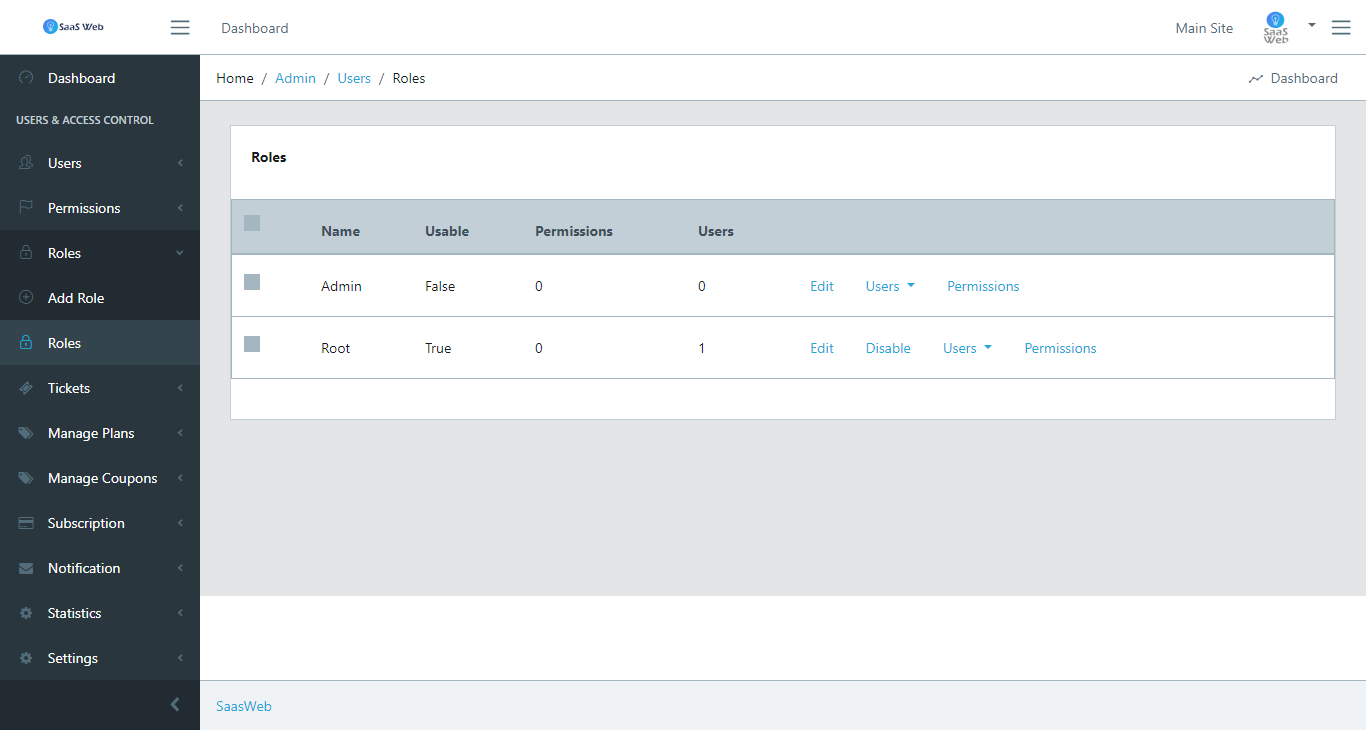 SaaS Web
Dashboard
Main Site
SaaS
Web
Dashboard
USERS & ACCESS CONTROL
Users
Permissions
Roles
Add Role
Roles
Tickets
Manage Plans
Manage Coupons
Subscription
Notification
Statistics
Settings
Home / Admin / Users / Roles
Dashboard
Roles
Name Usable Permissions Users
Admin False 0 0 Edit Users Permissions
Root True 0 1 Edit Disable Users Permissions
SaasWeb